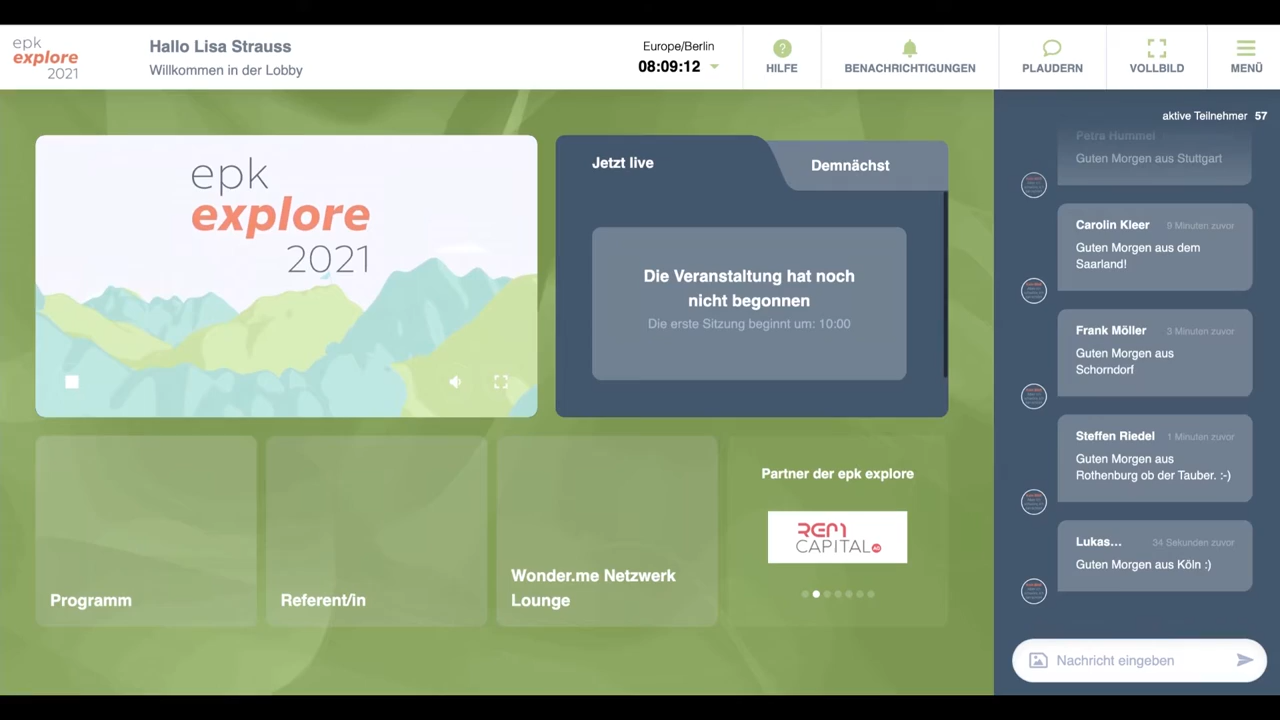 epk
explore
2021
Hallo Lisa Strauss
Willkommen in der Lobby
Europe/Berlin
08:09:12
HILFE
BENACHRICHTIGUNGEN
PLAUDERN
VOLLBILD
MENÜ
epk
explore
2021
Jetzt live
Demnächst
Die Veranstaltung hat noch
nicht begonnen
Die erste Sitzung beginnt um: 10:00
Programm
Referent/in
Wonder.me Netzwerk
Lounge
Partner der epk explore
REM
CAPITAL AG
aktive Teilnehmer 57
Petra Hummel
Guten Morgen aus Stuttgart
Carolin Kleer 9 Minuten zuvor
Guten Morgen aus dem
Saarland!
Frank Möller 3 Minuten zuvor
Guten Morgen aus
Schorndorf
Steffen Riedel 1 Minuten zuvor
Guten Morgen aus
Rothenburg ob der Tauber. :-)
Lukas... 34 Sekunden zuvor
Guten Morgen aus Köln :)
Nachricht eingeben